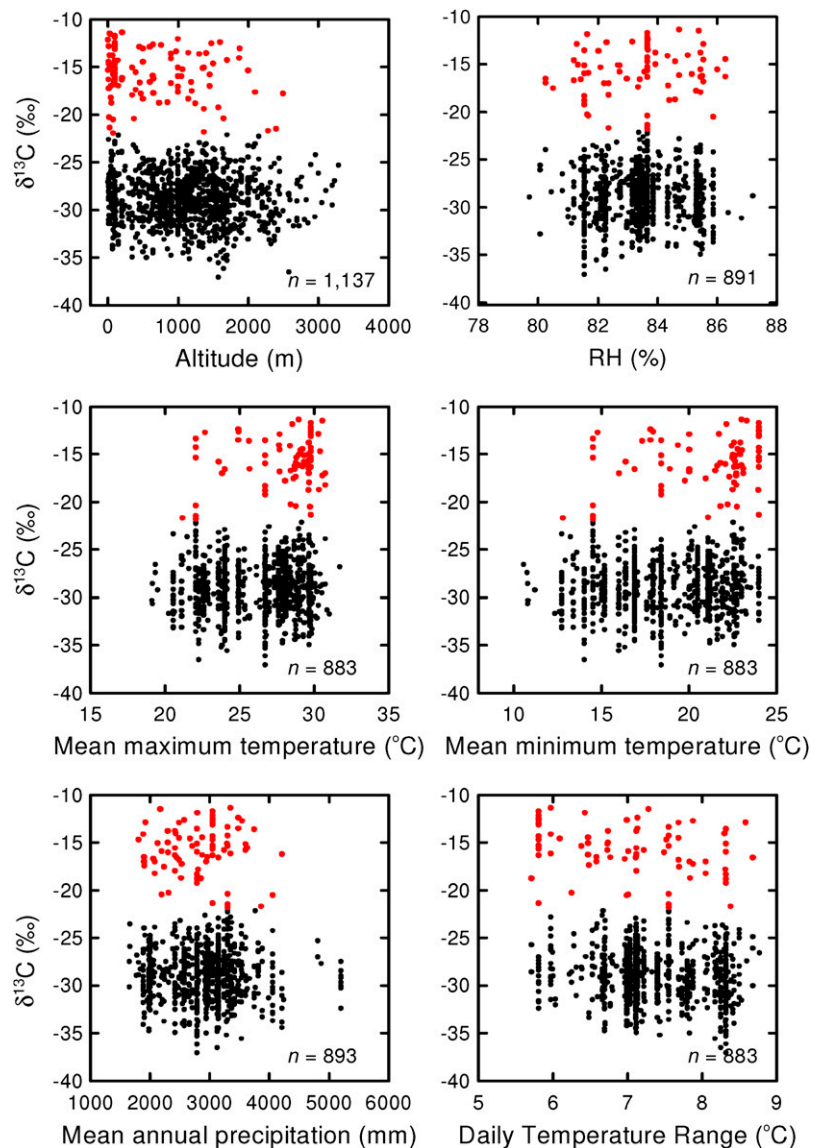 -10
-15
-20
-25
-30
-35
-40
δ¹³C (‰)
n = 1,137
0 1000 2000 3000 4000
Altitude (m)
-10
-15
-20
-25
-30
-35
-40
n = 891
78 80 82 84 86 88
RH (%)
-10
-15
-20
-25
-30
-35
-40
δ¹³C (‰)
n = 883
15 20 25 30 35
Mean maximum temperature (°C)
-10
-15
-20
-25
-30
-35
-40
n = 883
10 15 20 25
Mean minimum temperature (°C)
-10
-15
-20
-25
-30
-35
-40
δ¹³C (‰)
n = 893
1000 2000 3000 4000 5000 6000
Mean annual precipitation (mm)
-10
-15
-20
-25
-30
-35
-40
n = 883
5 6 7 8 9
Daily Temperature Range (°C)